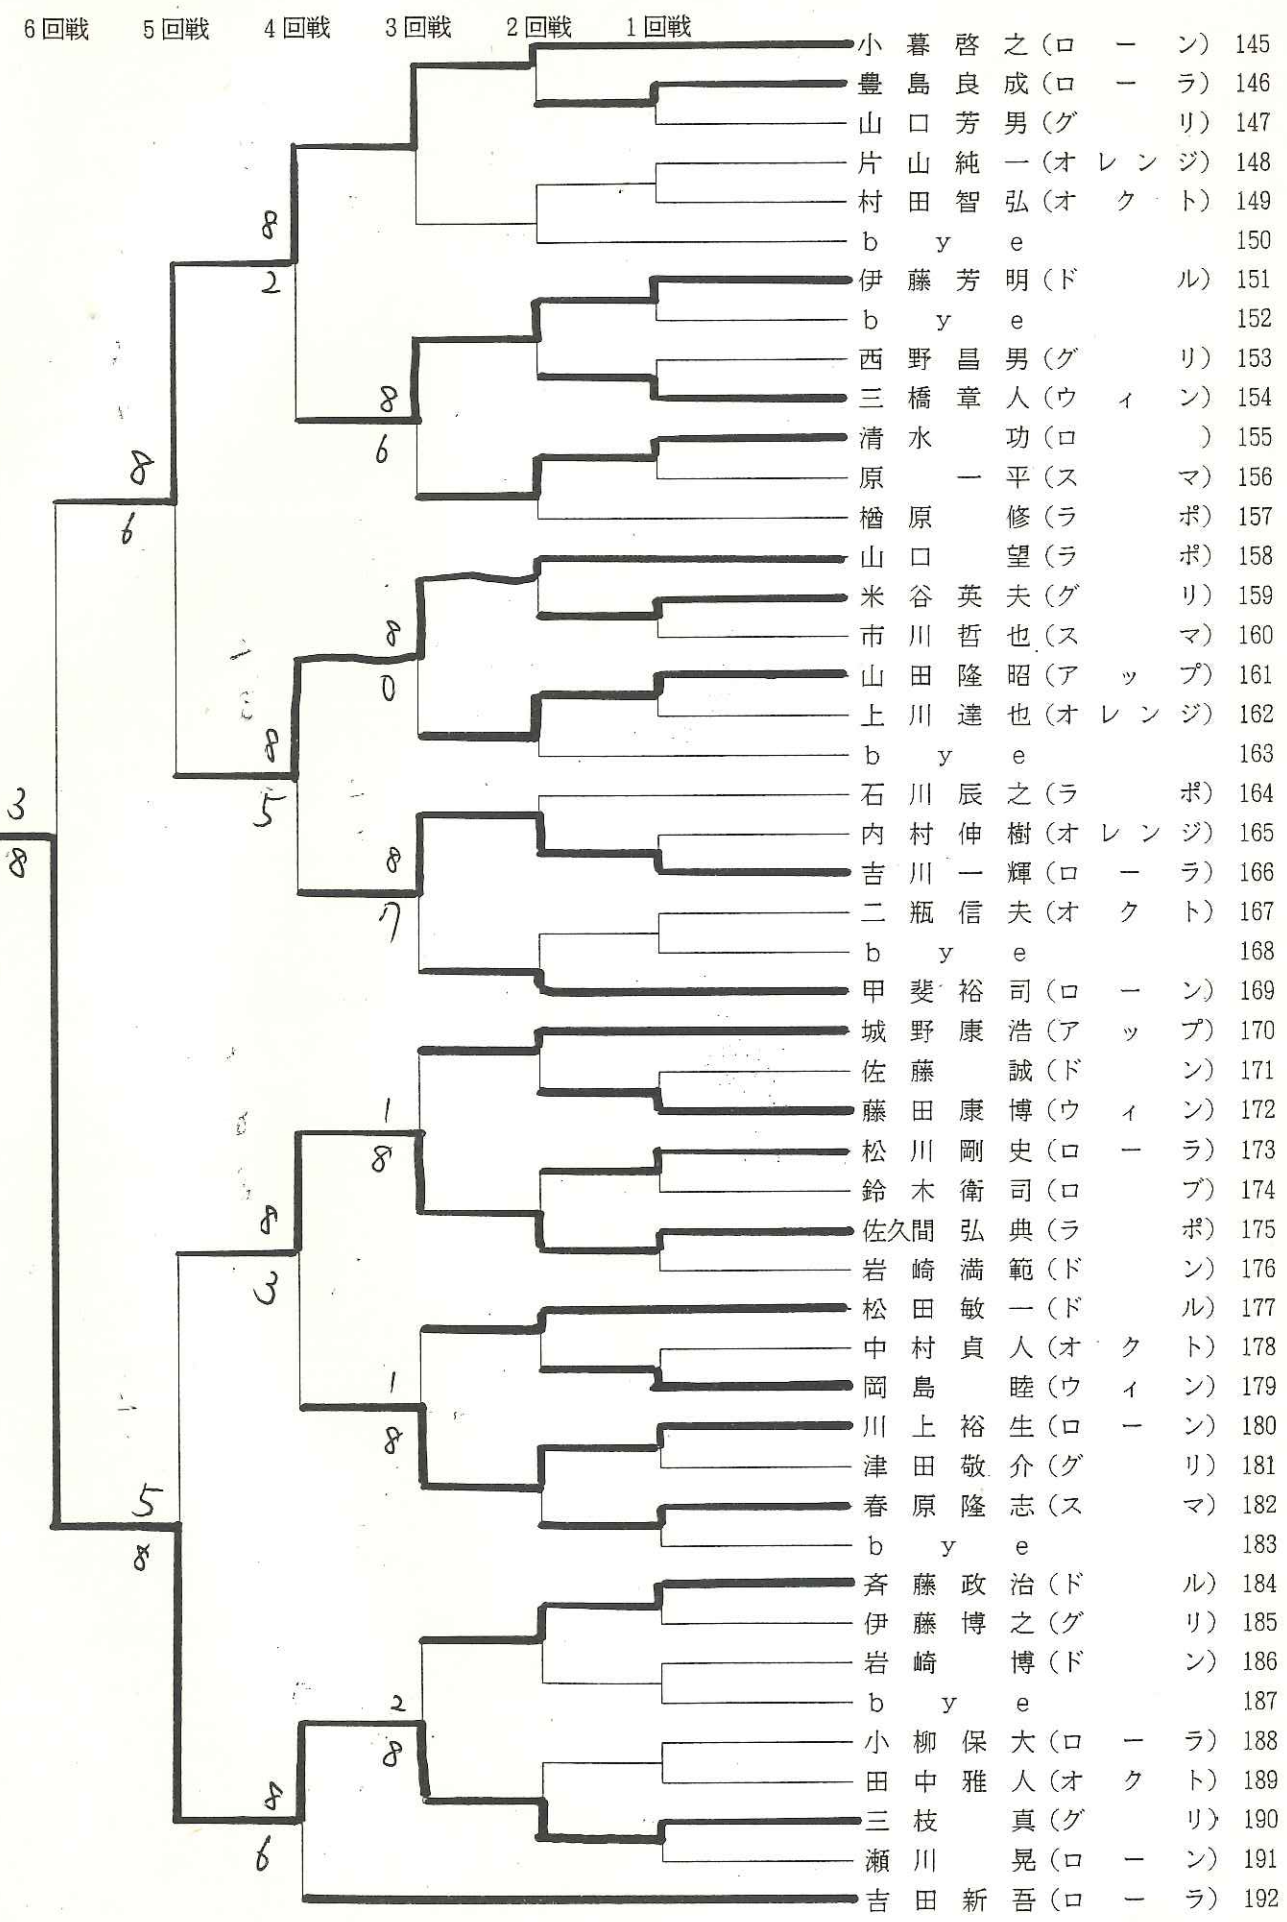 6回戦 5回戦 4回戦 3回戦 2回戦 1回戦
小暮啓之(ローン) 145
豊島良成(ローラ) 146
山口芳男(グリ) 147
片山純一(オレンジ) 148
村田智弘(オクト) 149
8
bye 150
2
伊藤芳明(ドル) 151
bye 152
西野昌男(グリ) 153
8
三橋章人(ウィン) 154
清水功(ロ ) 155
6
8
原一平(スマ) 156
楢原修(ラポ) 157
6
山口望(ラポ) 158
米谷英夫(グリ) 159
8
市川哲也(スマ) 160
山田隆昭(アップ) 161
0
上川達也(オレンジ) 162
8
bye 163
石川辰之(ラポ) 164
3
5
内村伸樹(オレンジ) 165
8
8
吉川一輝(ローラ) 166
7
二瓶信夫(オクト) 167
bye 168
甲斐裕司(ローン) 169
城野康浩(アップ) 170
佐藤誠(ドン) 171
1
藤田康博(ウィン) 172
8
松川剛史(ローラ) 173
鈴木衛司(ロブ) 174
8
佐久間弘典(ラポ) 175
岩崎満範(ドン) 176
3
松田敏一(ドル) 177
中村貞人(オクト) 178
1
岡島睦(ウィン) 179
川上裕生(ローン) 180
8
津田敬介(グリ) 181
5
春原隆志(スマ) 182
8
bye 183
斉藤政治(ドル) 184
伊藤博之(グリ) 185
岩崎博(ドン) 186
2
bye 187
8
小柳保大(ローラ) 188
田中雅人(オクト) 189
8
三枝真(グリ) 190
6
瀬川晃(ローン) 191
吉田新吾(ローラ) 192